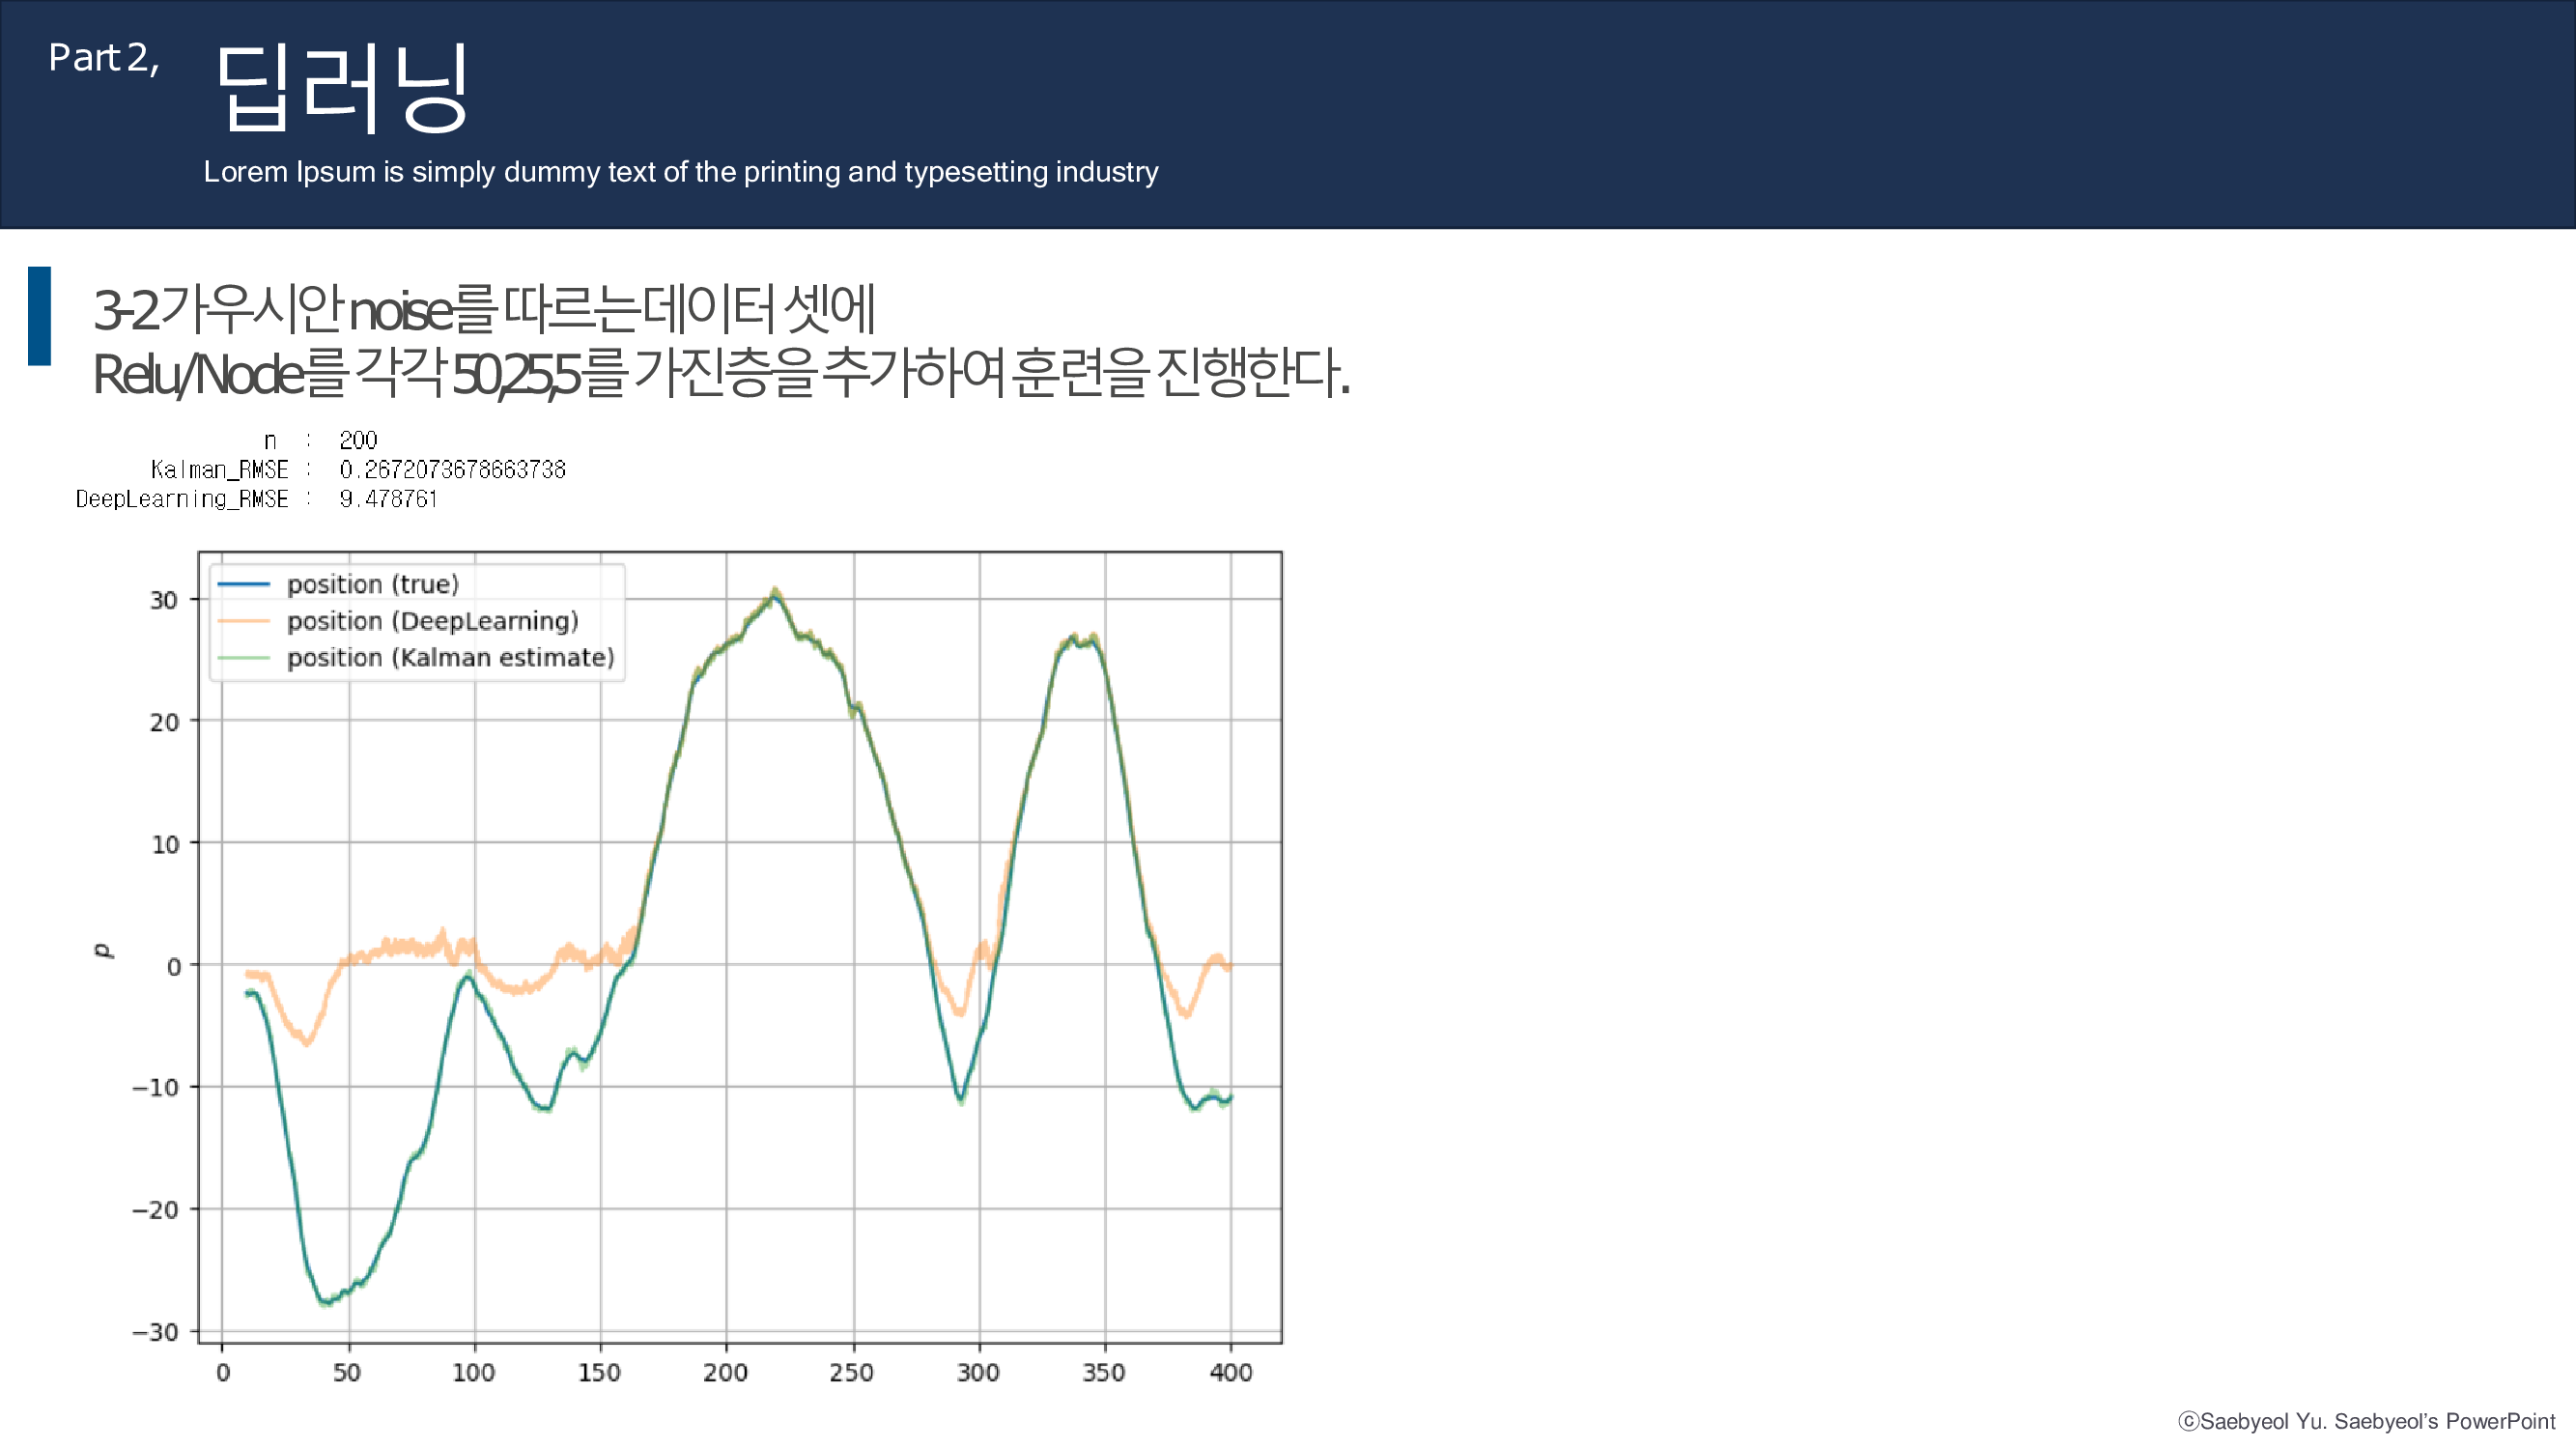 Part 2,
딥러닝
Lorem Ipsum is simply dummy text of the printing and typesetting industry
3-2 가우시안 noise를 따르는 데이터 셋에
Relu/Node를 각각 50,25,5를 가진층을 추가하여 훈련을 진행한다.
n : 200
Kalman_RMSE : 0.2672073678663738
DeepLearning_RMSE : 9.478761
position (true)
position (DeepLearning)
position (Kalman estimate)
30
20
10
0
−10
−20
−30
p
0 50 100 150 200 250 300 350 400
ⓒSaebyeol Yu. Saebyeol’s PowerPoint